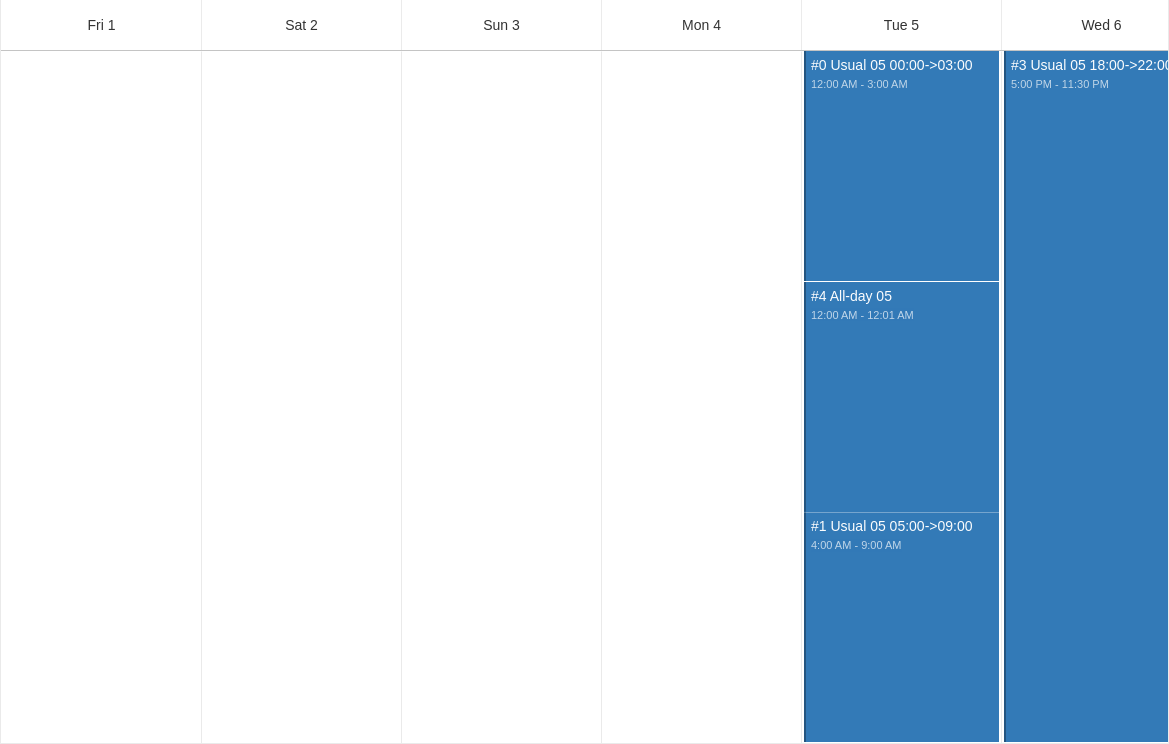 Fri 1
Sat 2
Sun 3
Mon 4
Tue 5
Wed 6
#0 Usual 05 00:00->03:00
12:00 AM - 3:00 AM
#4 All-day 05
12:00 AM - 12:01 AM
#1 Usual 05 05:00->09:00
4:00 AM - 9:00 AM
#3 Usual 05 18:00->22:00
5:00 PM - 11:30 PM